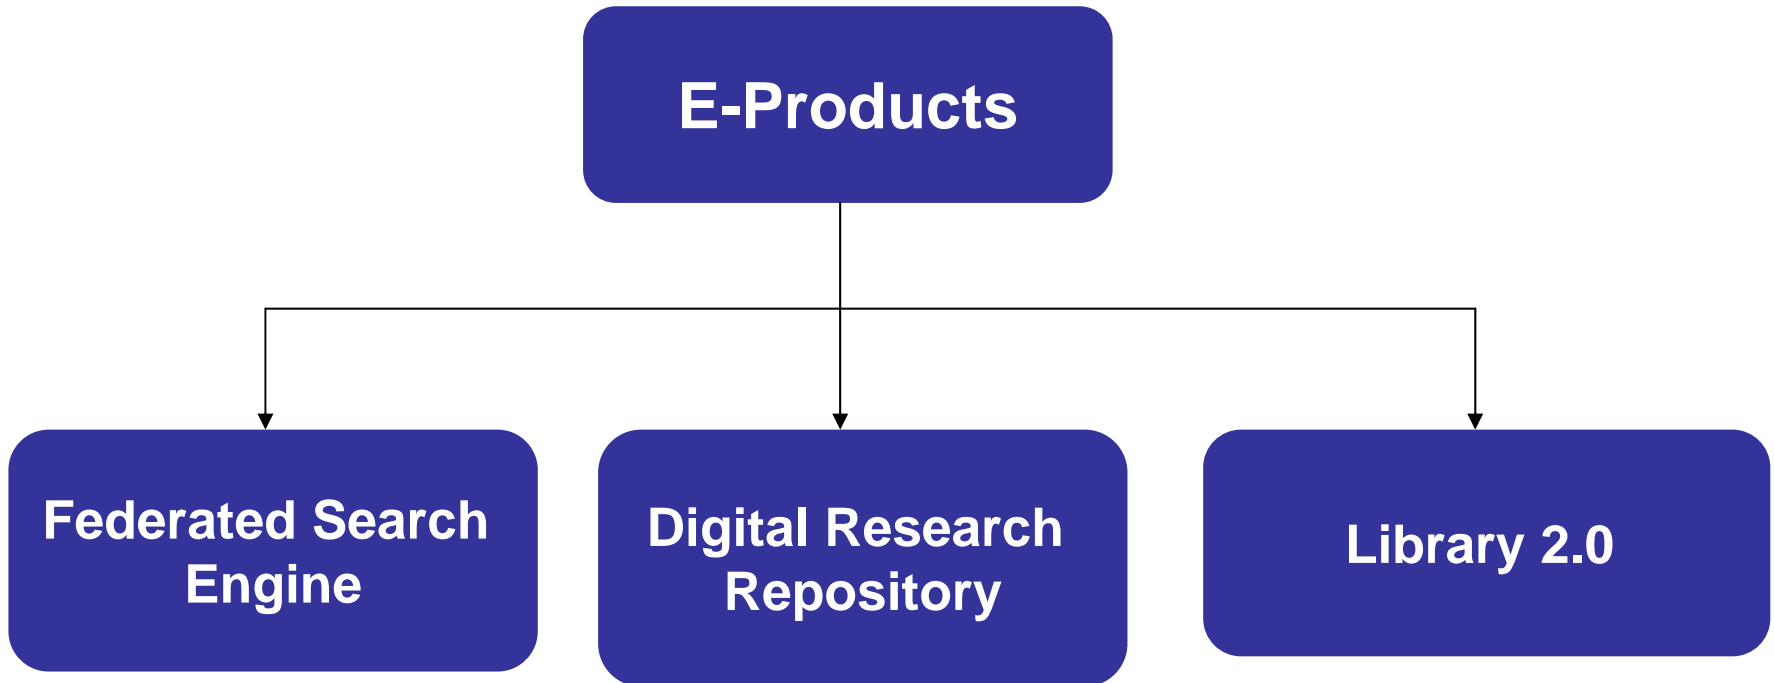 E-Products
Federated Search
Engine
Digital Research
Repository
Library 2.0